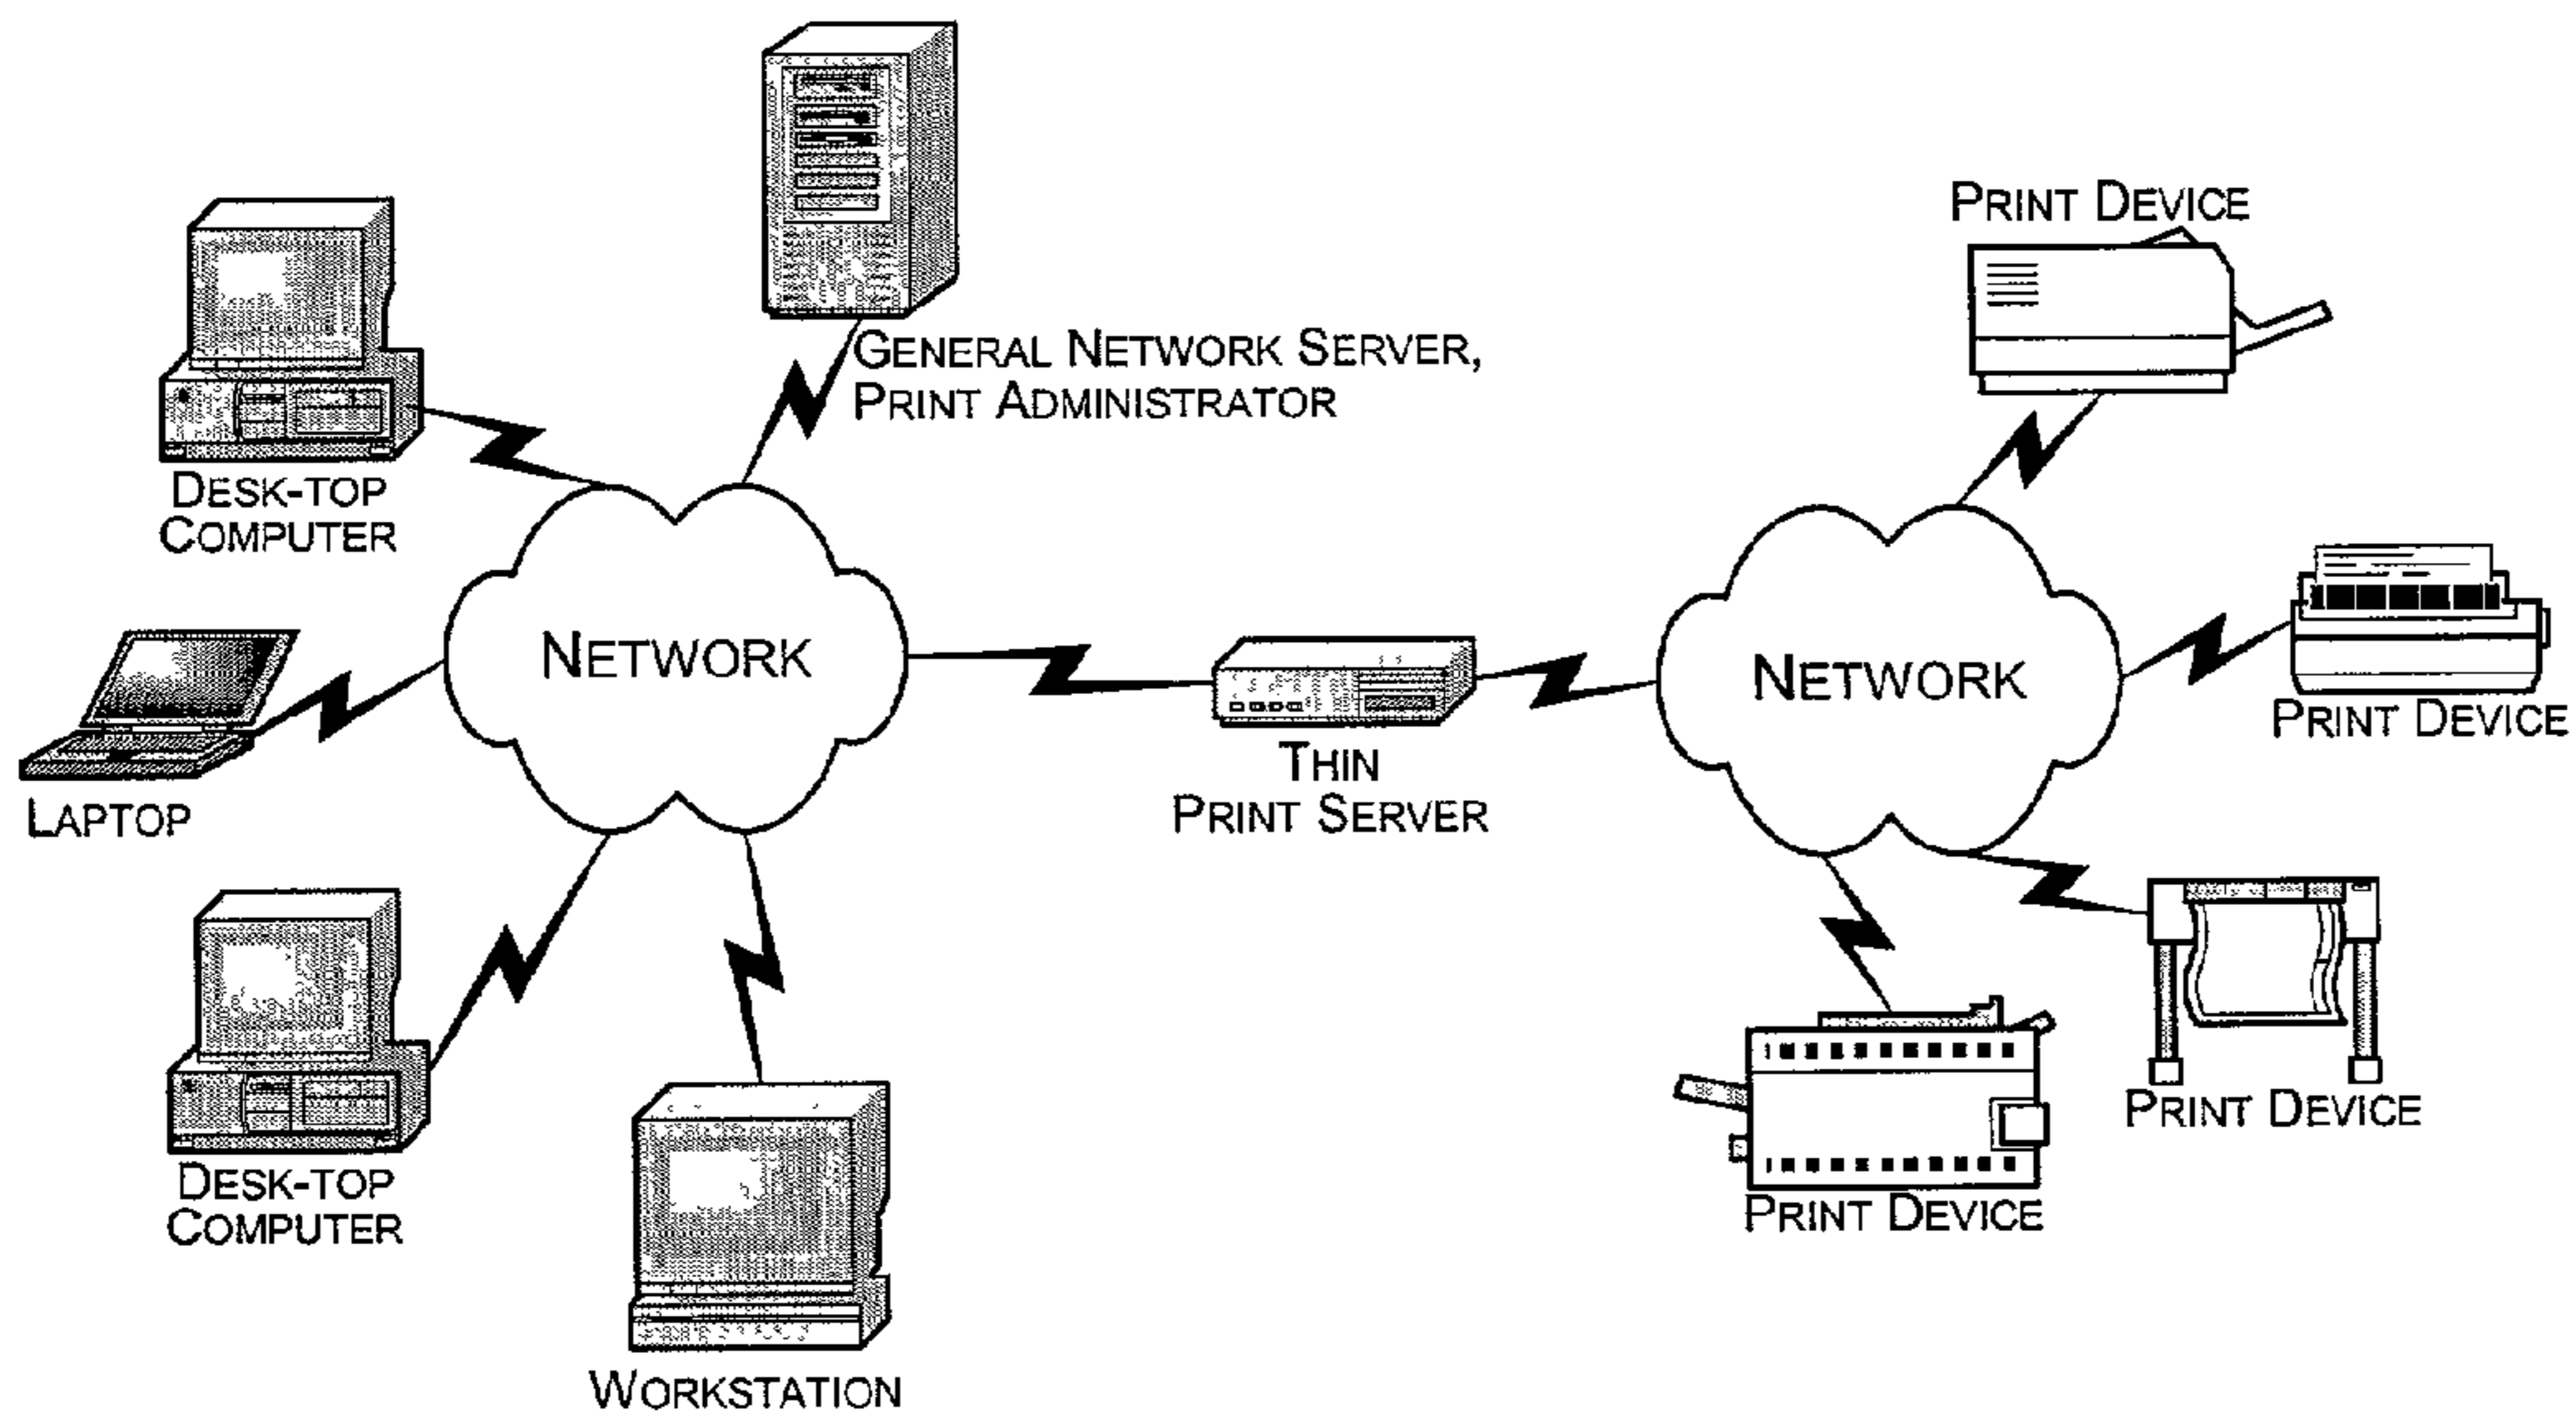 PRINT DEVICE
GENERAL NETWORK SERVER,
PRINT ADMINISTRATOR
DESK-TOP
COMPUTER
NETWORK
NETWORK
PRINT DEVICE
THIN
PRINT SERVER
LAPTOP
PRINT DEVICE
DESK-TOP
COMPUTER
PRINT DEVICE
WORKSTATION